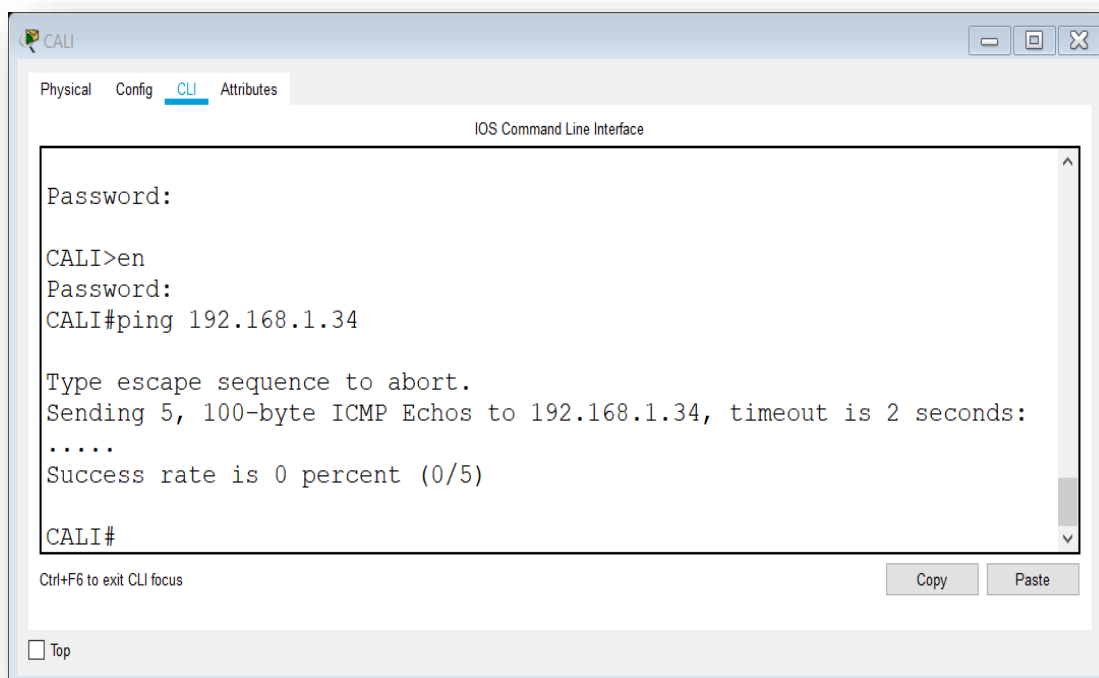 CALI
Physical Config CLI Attributes
IOS Command Line Interface
Password:
CALI>en
Password:
CALI#ping 192.168.1.34
Type escape sequence to abort.
Sending 5, 100-byte ICMP Echos to 192.168.1.34, timeout is 2 seconds:
.....
Success rate is 0 percent (0/5)
CALI#
Ctrl+F6 to exit CLI focus
Copy Paste
Top